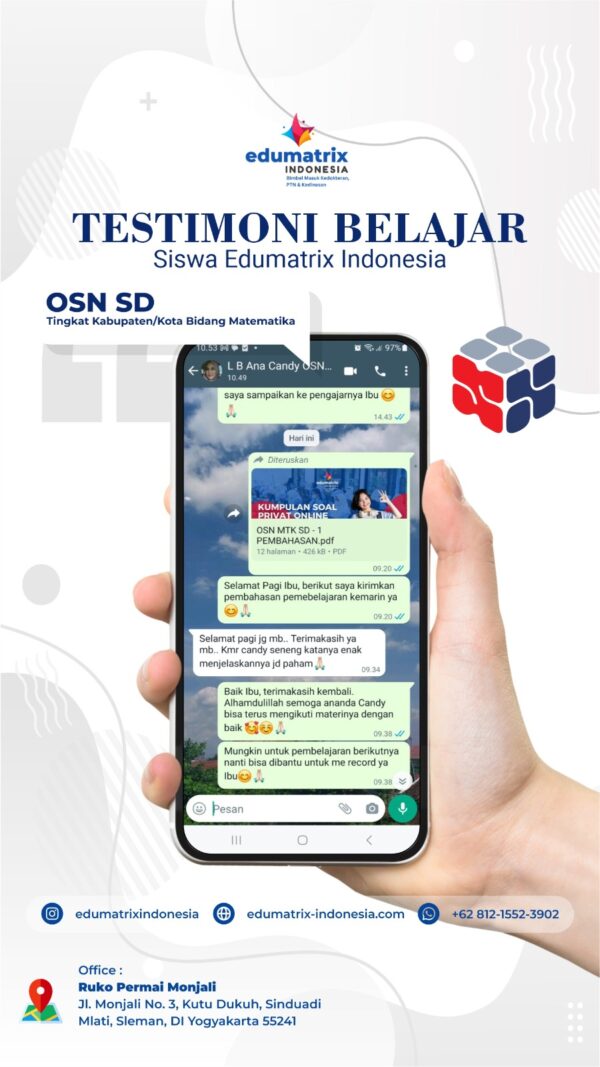 edumatrix
INDONESIA
Bimbel Masuk Kedokteran,
PTN & Kedinasan
TESTIMONI BELAJAR
Siswa Edumatrix Indonesia
OSN SD
Tingkat Kabupaten/Kota Bidang Matematika
10.53
97%
L B Ana Candy OSN...
10.49
saya sampaikan ke pengajarnya Ibu 😊
🙏🏻
14.43
Hari ini
Diteruskan
edumatrix
KUMPULAN SOAL
PRIVAT ONLINE
OSN MTK SD - 1
PEMBAHASAN.pdf
12 halaman • 426 kB • PDF
09.20
Selamat Pagi Ibu, berikut saya kirimkan
pembahasan pemebelajaran kemarin ya
😊🙏🏻
09.20
Selamat pagi jg mb.. Terimakasih ya
mb.. Kmr candy seneng katanya enak
menjelaskannya jd paham🙏🏻
09.34
Baik Ibu, terimakasih kembali.
Alhamdulillah semoga ananda Candy
bisa terus mengikuti materinya dengan
baik 🥰☺️🙏🏻
09.38
Mungkin untuk pembelajaran berikutnya
nanti bisa dibantu untuk me record ya
Ibu😊🙏🏻
09.38
Pesan
edumatrixindonesia
edumatrix-indonesia.com
+62 812-1552-3902
Office :
Ruko Permai Monjali
Jl. Monjali No. 3, Kutu Dukuh, Sinduadi
Mlati, Sleman, DI Yogyakarta 55241